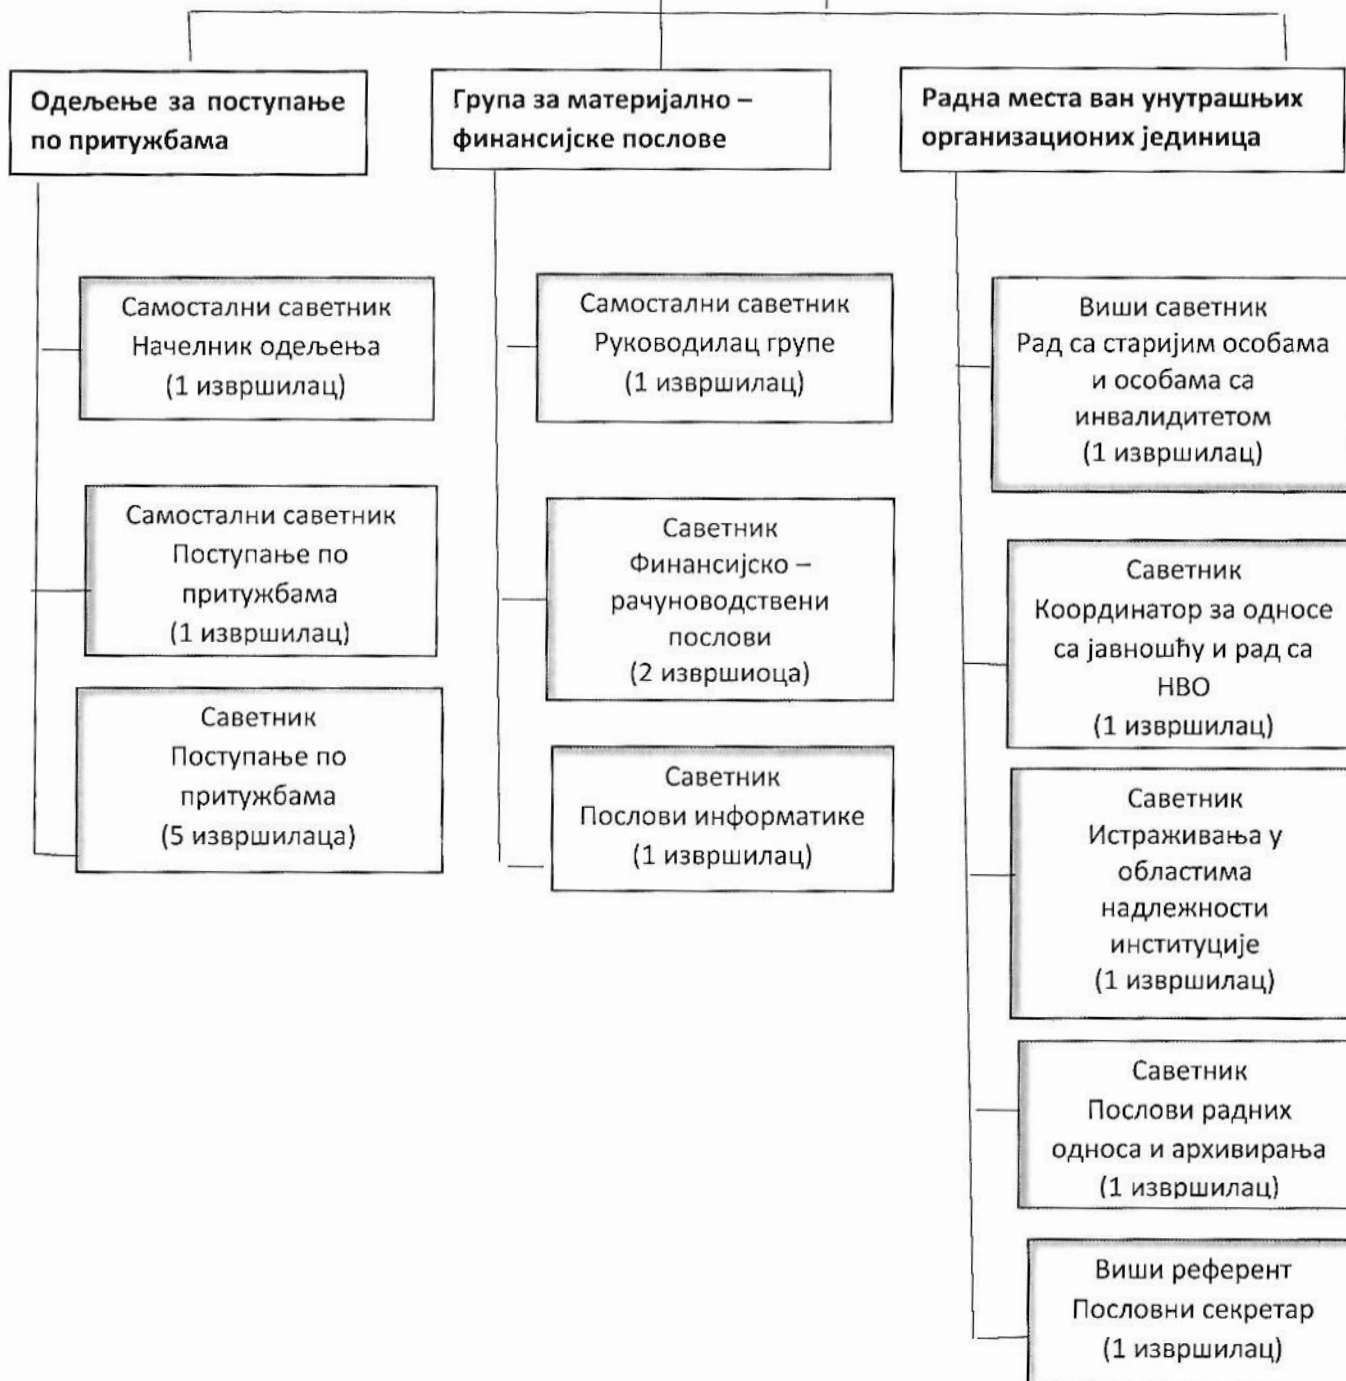 Одељење за поступање
по притужбама
Самостални саветник
Начелник одељења
(1 извршилац)
Самостални саветник
Поступање по
притужбама
(1 извршилац)
Саветник
Поступање по
притужбама
(5 извршилаца)
Група за материјално –
финансијске послове
Самостални саветник
Руководилац групе
(1 извршилац)
Саветник
Финансијско –
рачуноводствени
послови
(2 извршиоца)
Саветник
Послови информатике
(1 извршилац)
Радна места ван унутрашњих
организационих јединица
Виши саветник
Рад са старијим особама
и особама са
инвалидитетом
(1 извршилац)
Саветник
Координатор за односе
са јавношћу и рад са
НВО
(1 извршилац)
Саветник
Истраживања у
областима
надлежности
институције
(1 извршилац)
Саветник
Послови радних
односа и архивирања
(1 извршилац)
Виши референт
Пословни секретар
(1 извршилац)